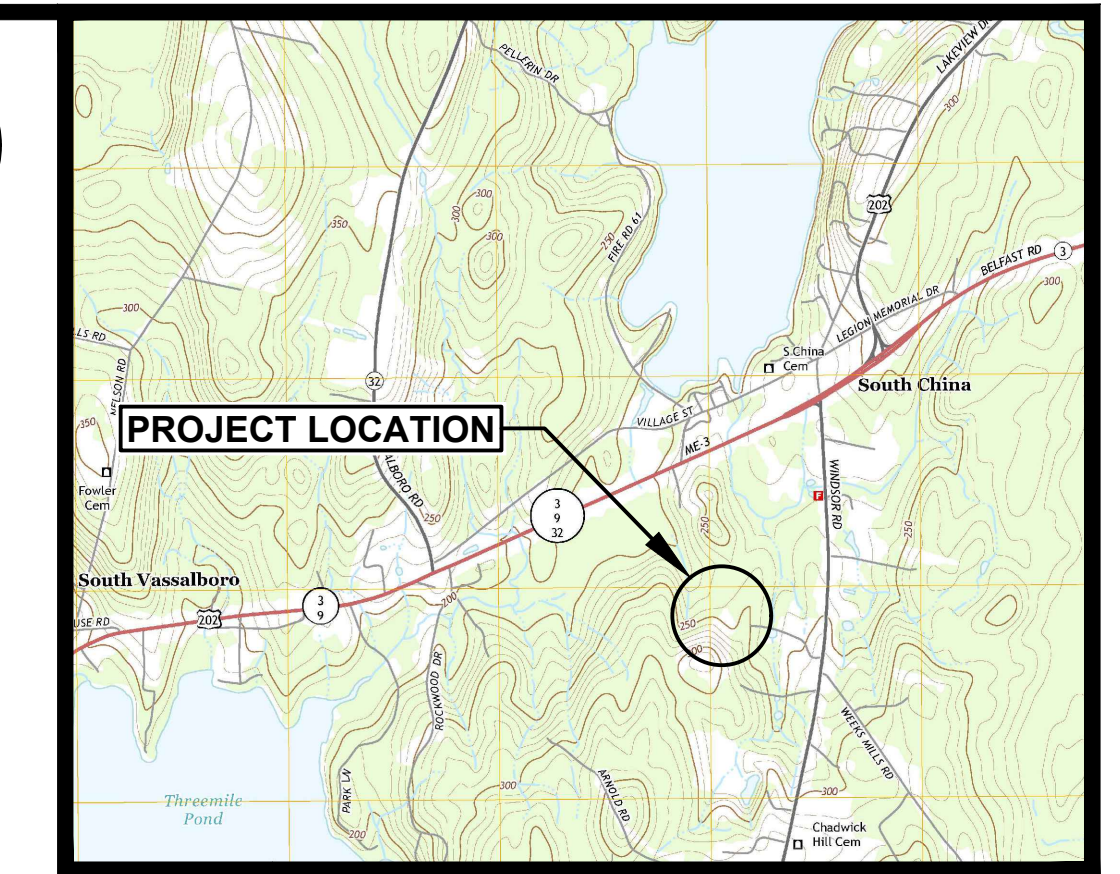 PELLERIN DR
LAKEVIEW
300
350
300
300
300
250
FIRE RD 61
202
BELFAST RD
3
300
LEGION MEMORIAL DR
S.China
Cem
South China
LLS RD
NELSON RD
32
350
PROJECT LOCATION
VILLAGE ST
ME-3
ALBORO RD
250
Fowler
Cem
3
9
32
250
F
WINDSOR RD
250
South Vassalboro
USE RD
202
3
9
200
250
300
ROCKWOOD DR
WEEKS MILLS RD
Threemile
Pond
PARK LN
200
300
ARNOLD RD
300
Chadwick
Hill Cem